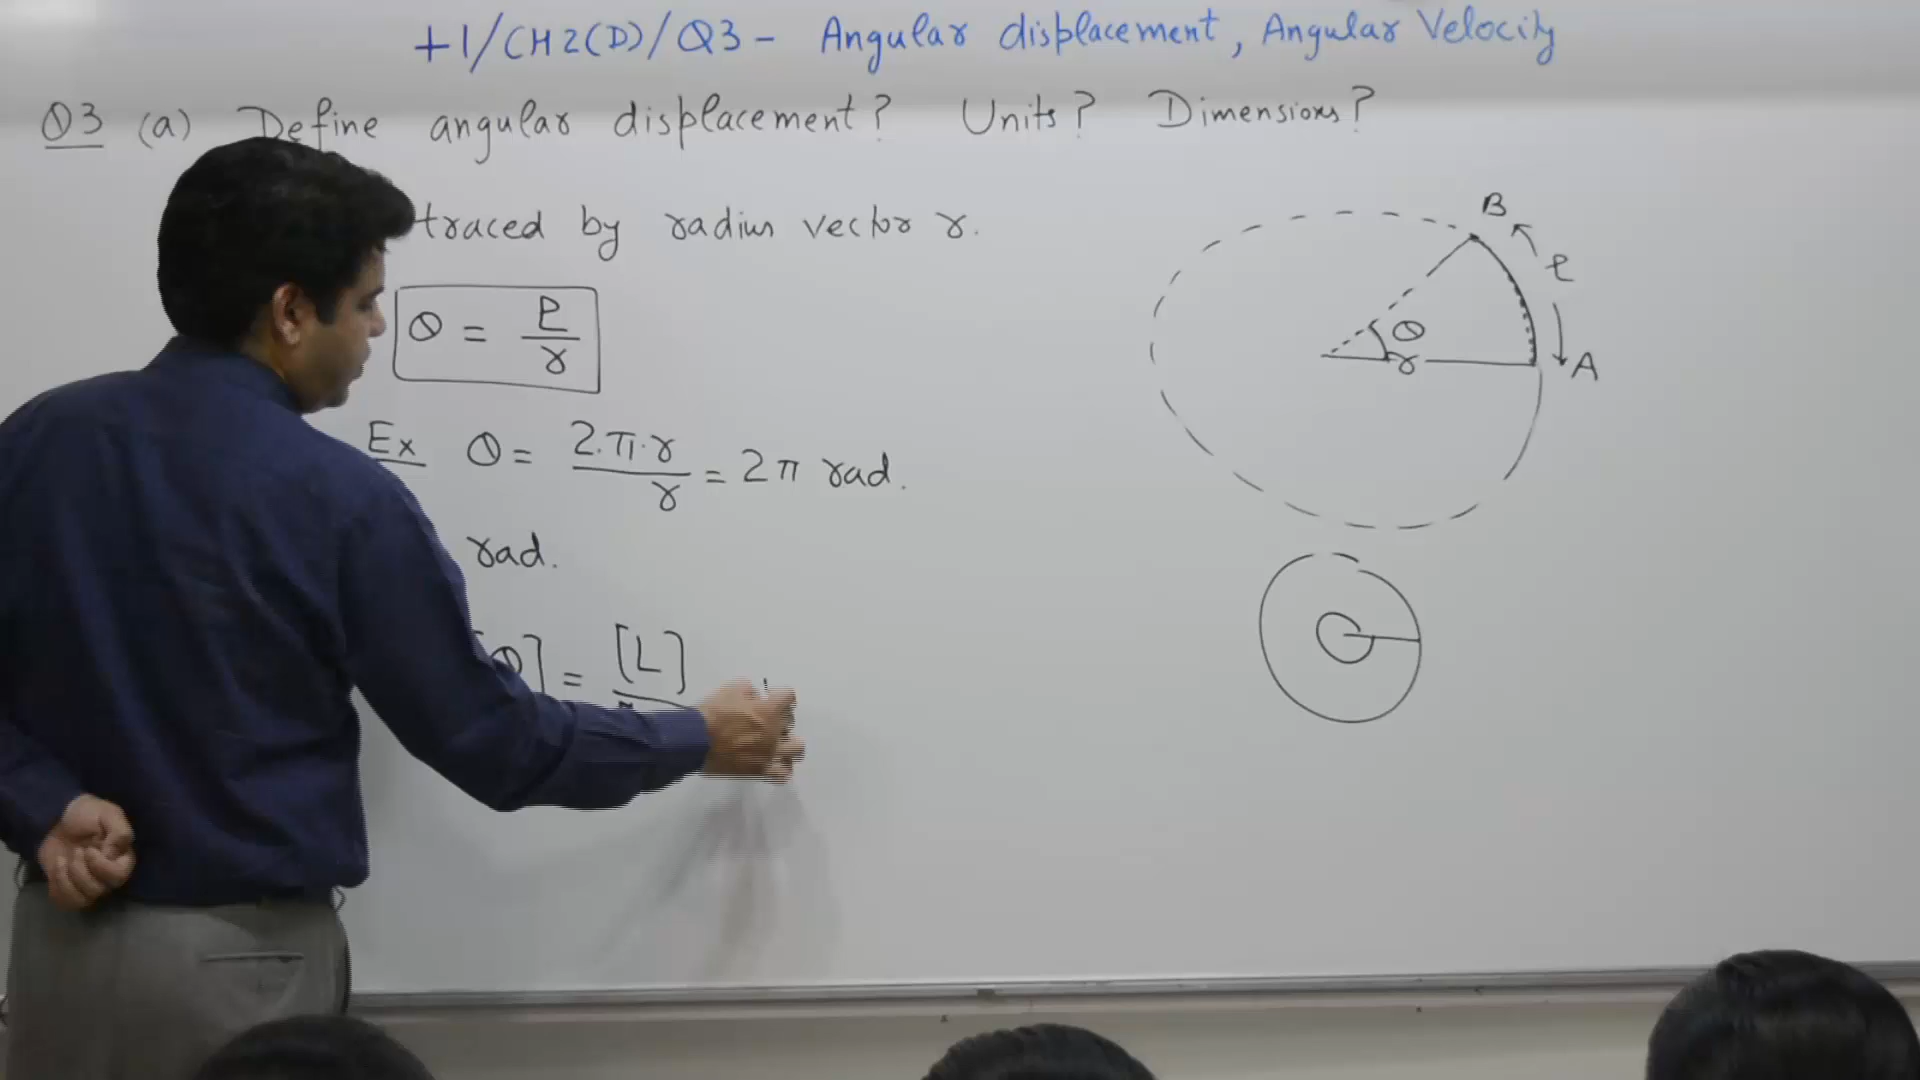 +1/CH2(D)/Q3 - Angular displacement, Angular Velocity
Q3 (a) Define angular displacement? Units? Dimensions?
traced by radius vector r.
θ = l/r
Ex θ = 2.π.r/r = 2π rad.
rad.
[θ] = [L]
B
l
θ
r
A